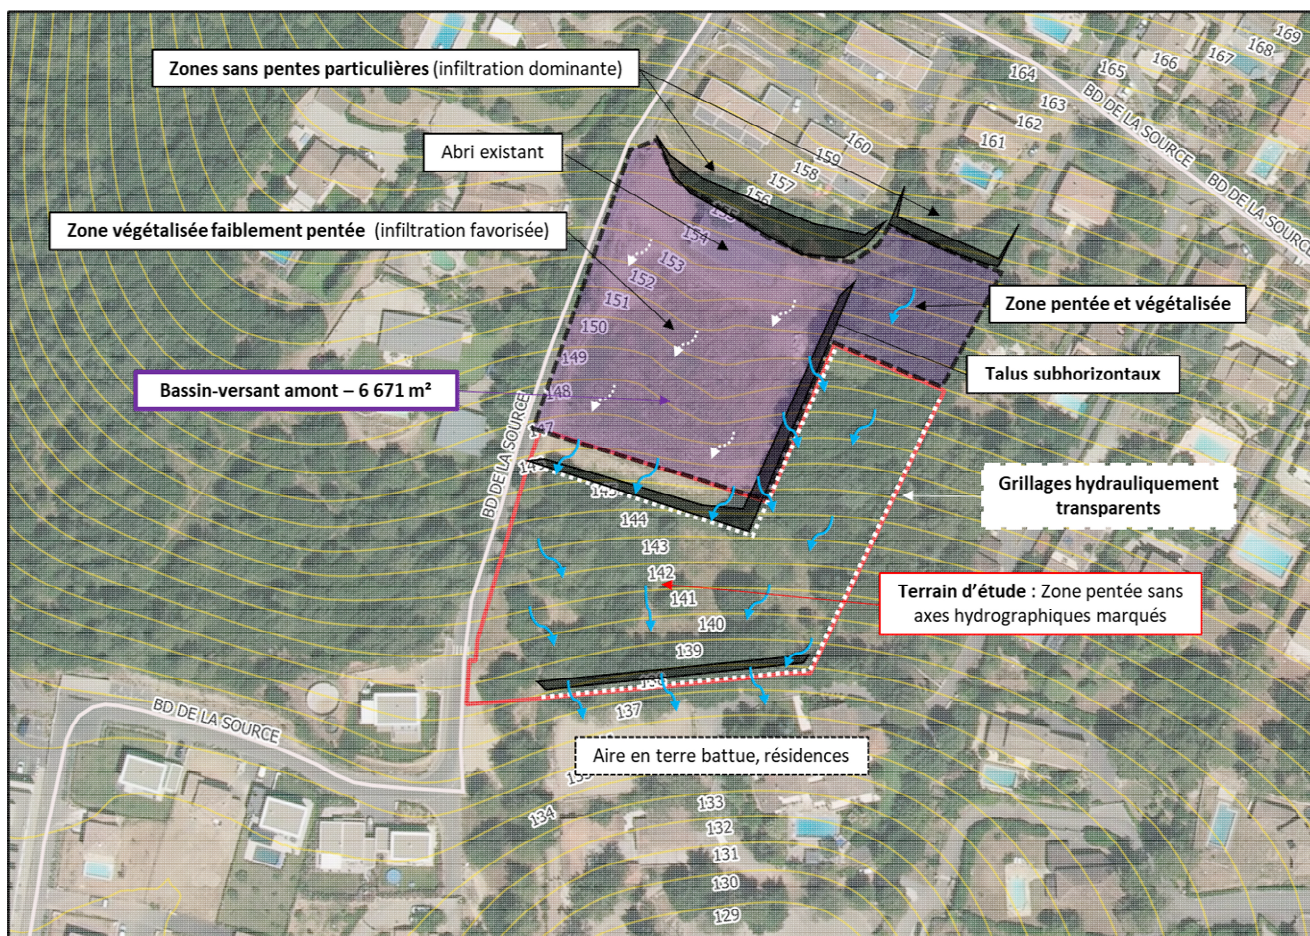 169
168
167
166
165
164
163
162
161
160
159
158
157
156
BD DE LA SOURCE
BD DE LA SOURCE
Zones sans pentes particulières (infiltration dominante)
Abri existant
Zone végétalisée faiblement pentée (infiltration favorisée)
154
153
152
151
150
149
148
147
Zone pentée et végétalisée
Talus subhorizontaux
Bassin-versant amont – 6 671 m²
BD DE LA SOURCE
Grillages hydrauliquement
transparents
144
143
142
141
140
139
137
Terrain d’étude : Zone pentée sans
axes hydrographiques marqués
BD DE LA SOURCE
Aire en terre battue, résidences
134
133
132
131
130
129